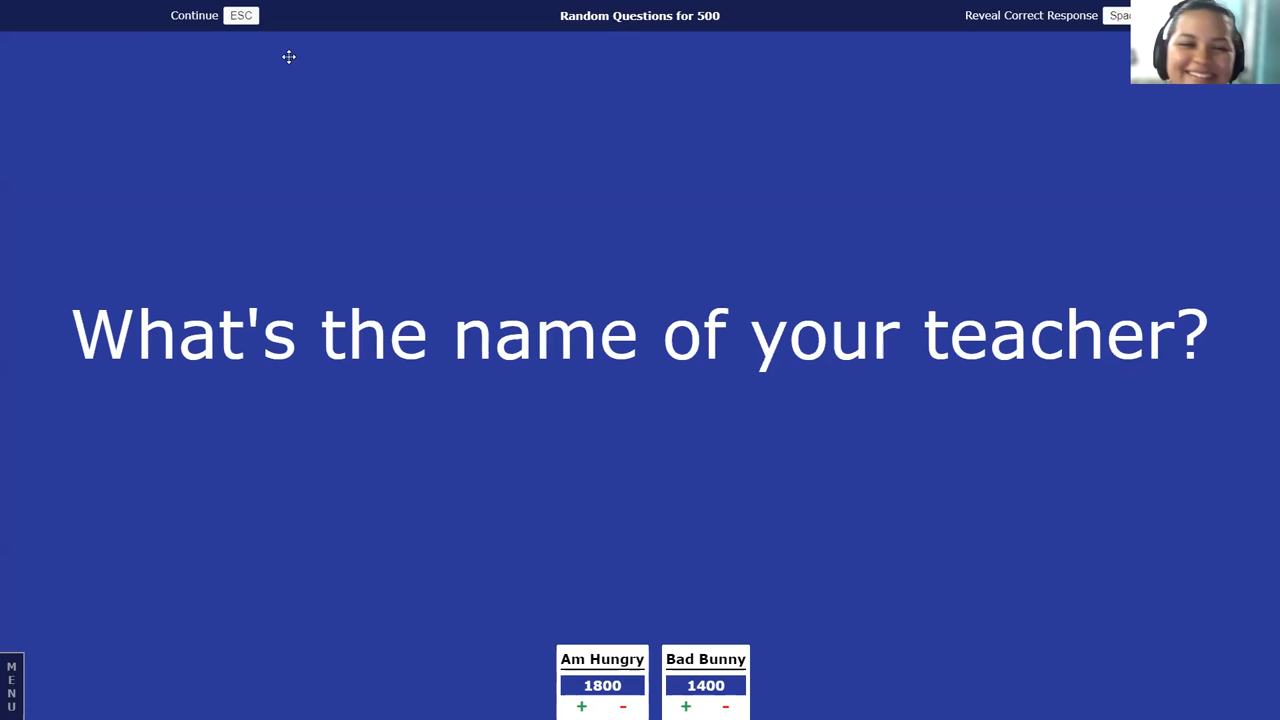 Continue ESC
Random Questions for 500
Reveal Correct Response
What's the name of your teacher?
Am Hungry
1800
+ -
Bad Bunny
1400
+ -
MENU